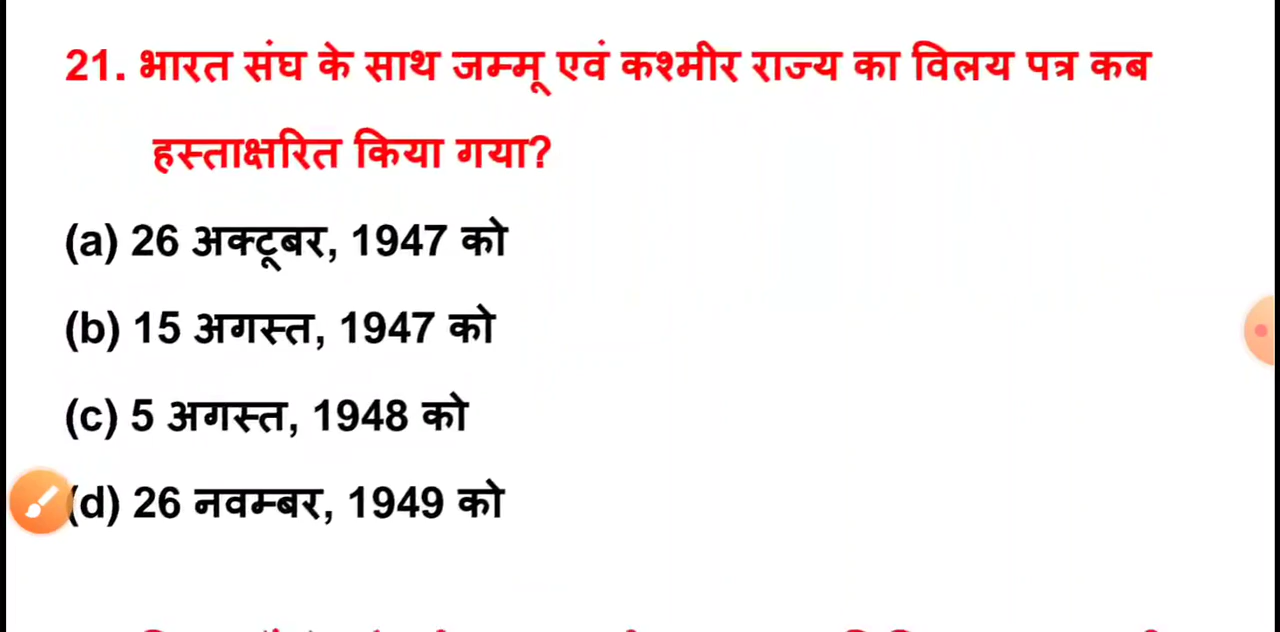 21. भारत संघ के साथ जम्मू एवं कश्मीर राज्य का विलय पत्र कब
हस्ताक्षरित किया गया?
(a) 26 अक्टूबर, 1947 को
(b) 15 अगस्त, 1947 को
(c) 5 अगस्त, 1948 को
(d) 26 नवम्बर, 1949 को